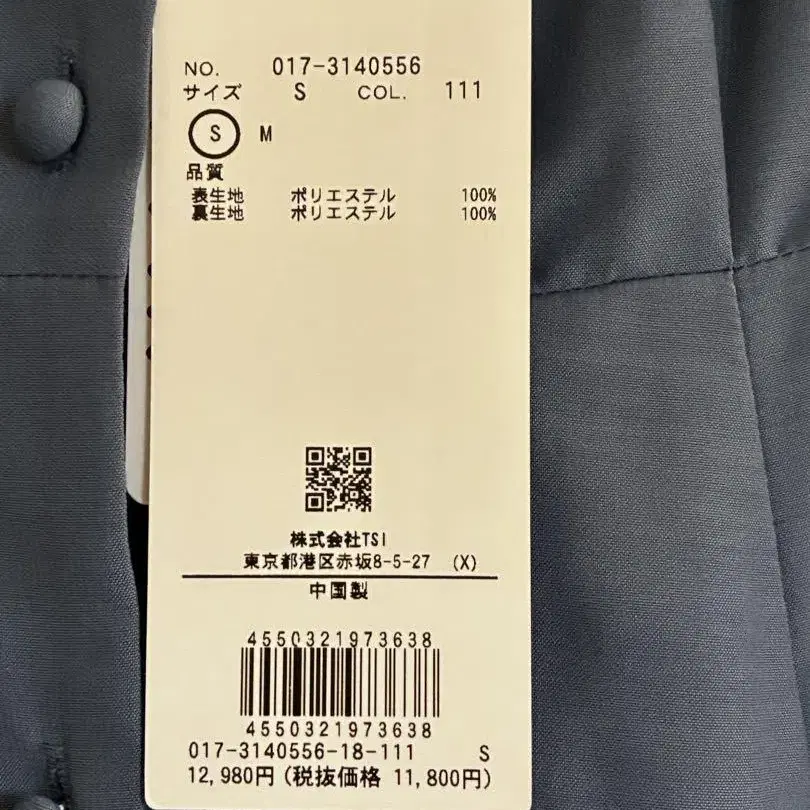 NO. 017-3140556
サイズ S COL. 111
S M
品質
表生地 ポリエステル 100%
裏生地 ポリエステル 100%
株式会社TSI
東京都港区赤坂8-5-27 (X)
中国製
4550321973638
4550321973638
017-3140556-18-111 S
12,980円(税抜価格 11,800円)